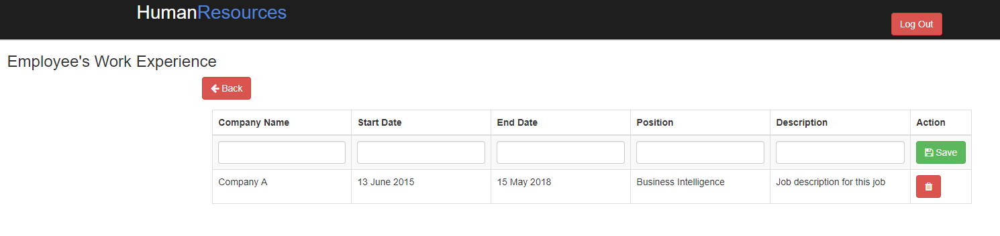 HumanResources
Log Out
Employee's Work Experience
Back
Company Name Start Date End Date Position Description Action
Save
Company A 13 June 2015 15 May 2018 Business Intelligence Job description for this job